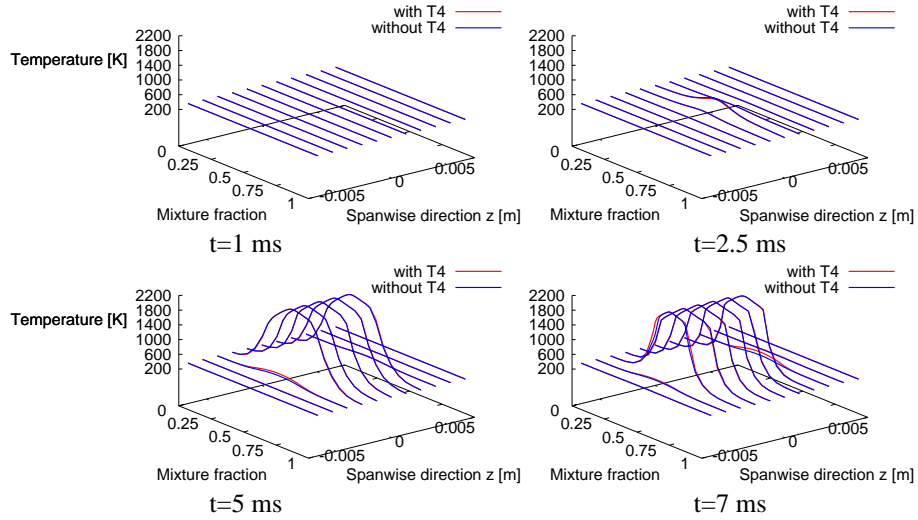 with T4
without T4
2200
1800
1400
1000
600
200
Temperature [K]
0
0.25
0.5
0.75
1
Mixture fraction
-0.005
0
0.005
Spanwise direction z [m]
t=1 ms
with T4
without T4
2200
1800
1400
1000
600
200
0
0.25
0.5
0.75
1
Mixture fraction
-0.005
0
0.005
Spanwise direction z [m]
t=2.5 ms
with T4
without T4
2200
1800
1400
1000
600
200
Temperature [K]
0
0.25
0.5
0.75
1
Mixture fraction
-0.005
0
0.005
Spanwise direction z [m]
t=5 ms
with T4
without T4
2200
1800
1400
1000
600
200
0
0.25
0.5
0.75
1
Mixture fraction
-0.005
0
0.005
Spanwise direction z [m]
t=7 ms